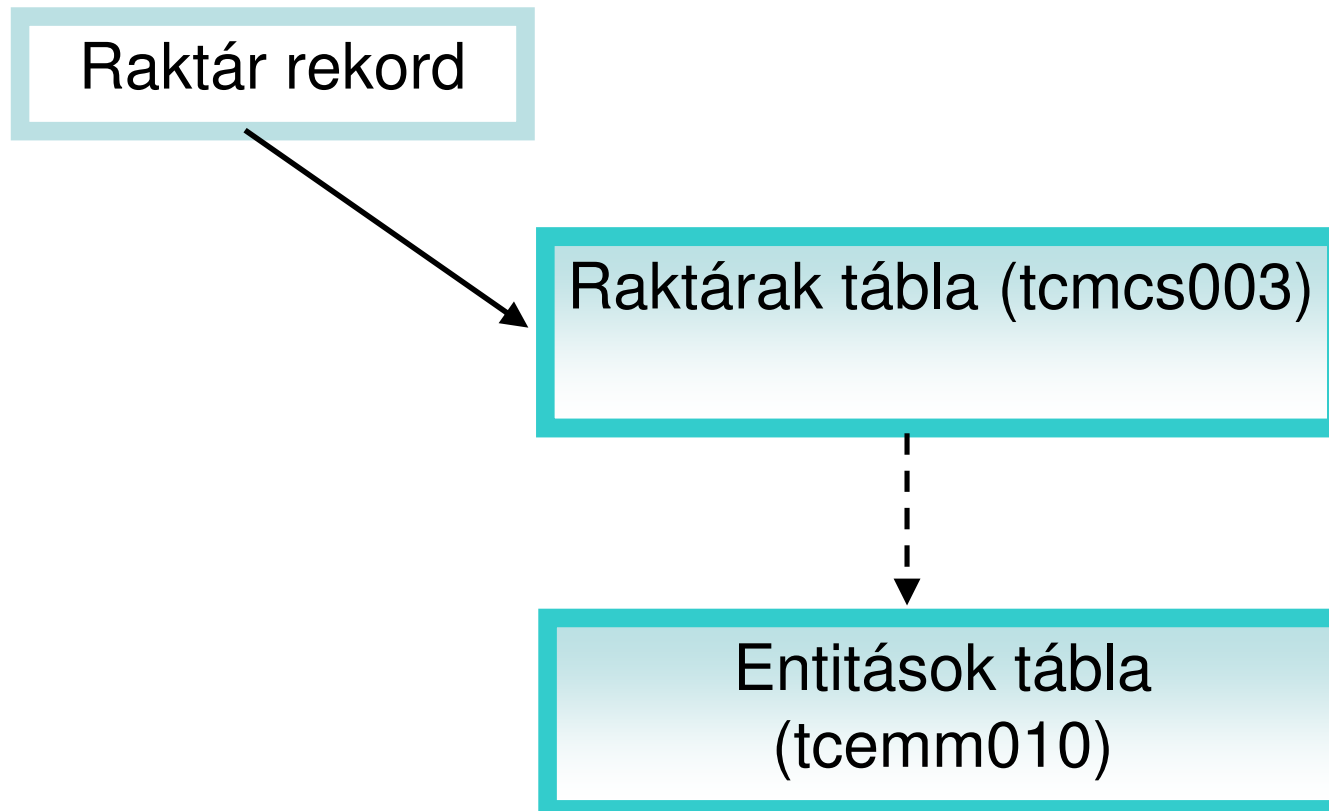 Raktár rekord
Raktárak tábla (tcmcs003)
Entitások tábla
(tcemm010)